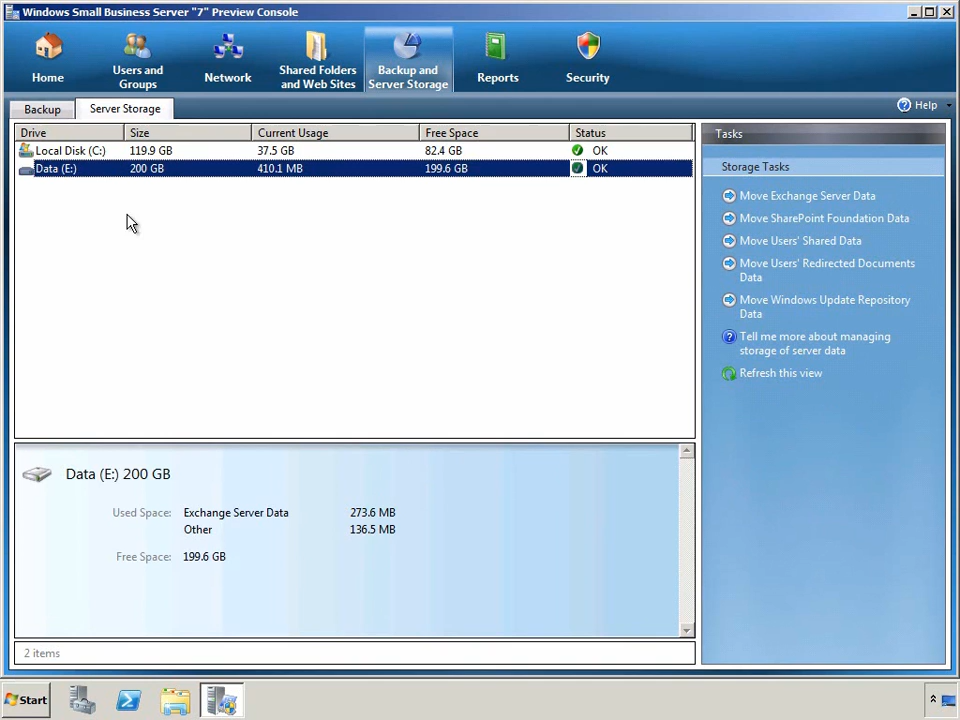 Windows Small Business Server "7" Preview Console
Home
Users and
Groups
Network
Shared Folders
and Web Sites
Backup and
Server Storage
Reports
Security
Backup
Server Storage
Help
Drive Size Current Usage Free Space Status
Local Disk (C:) 119.9 GB 37.5 GB 82.4 GB OK
Data (E:) 200 GB 410.1 MB 199.6 GB OK
Tasks
Storage Tasks
Move Exchange Server Data
Move SharePoint Foundation Data
Move Users' Shared Data
Move Users' Redirected Documents
Data
Move Windows Update Repository
Data
Tell me more about managing
storage of server data
Refresh this view
Data (E:) 200 GB
Used Space: Exchange Server Data 273.6 MB
Other 136.5 MB
Free Space: 199.6 GB
2 items
Start